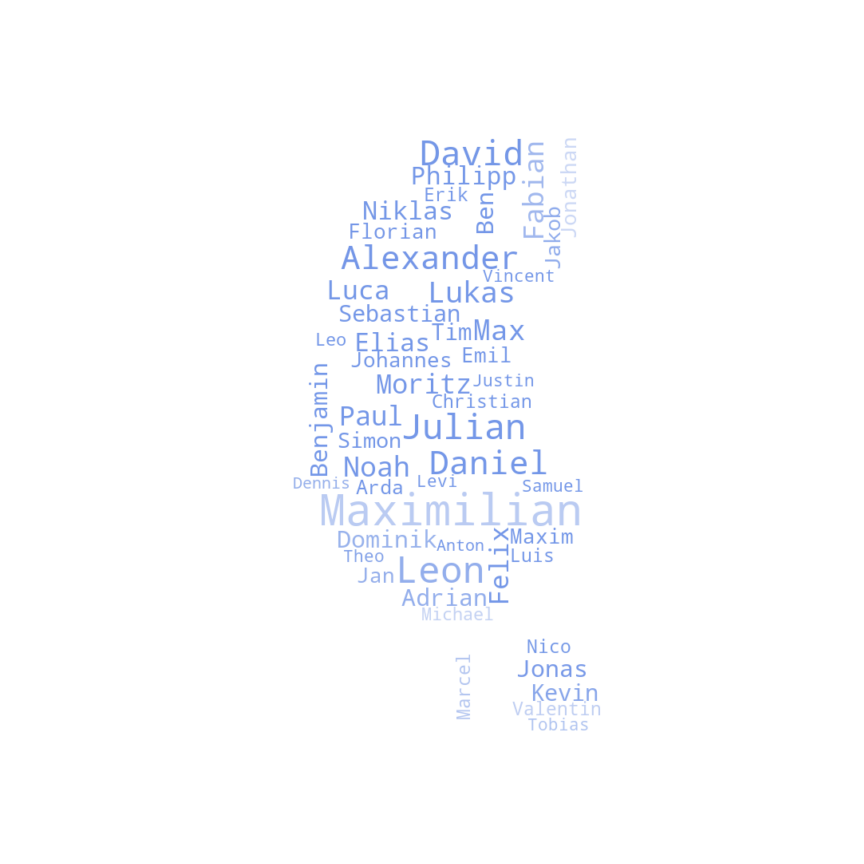 David
Philipp
Fabian
Jonathan
Erik
Ben
Niklas
Jakob
Florian
Alexander
Vincent
Luca
Lukas
Sebastian
Tim
Max
Leo
Elias
Johannes
Emil
Moritz
Justin
Benjamin
Christian
Paul
Julian
Simon
Noah
Daniel
Dennis
Arda
Levi
Samuel
Maximilian
Dominik
Anton
Felix
Maxim
Theo
Luis
Jan
Leon
Adrian
Michael
Nico
Marcel
Jonas
Kevin
Valentin
Tobias